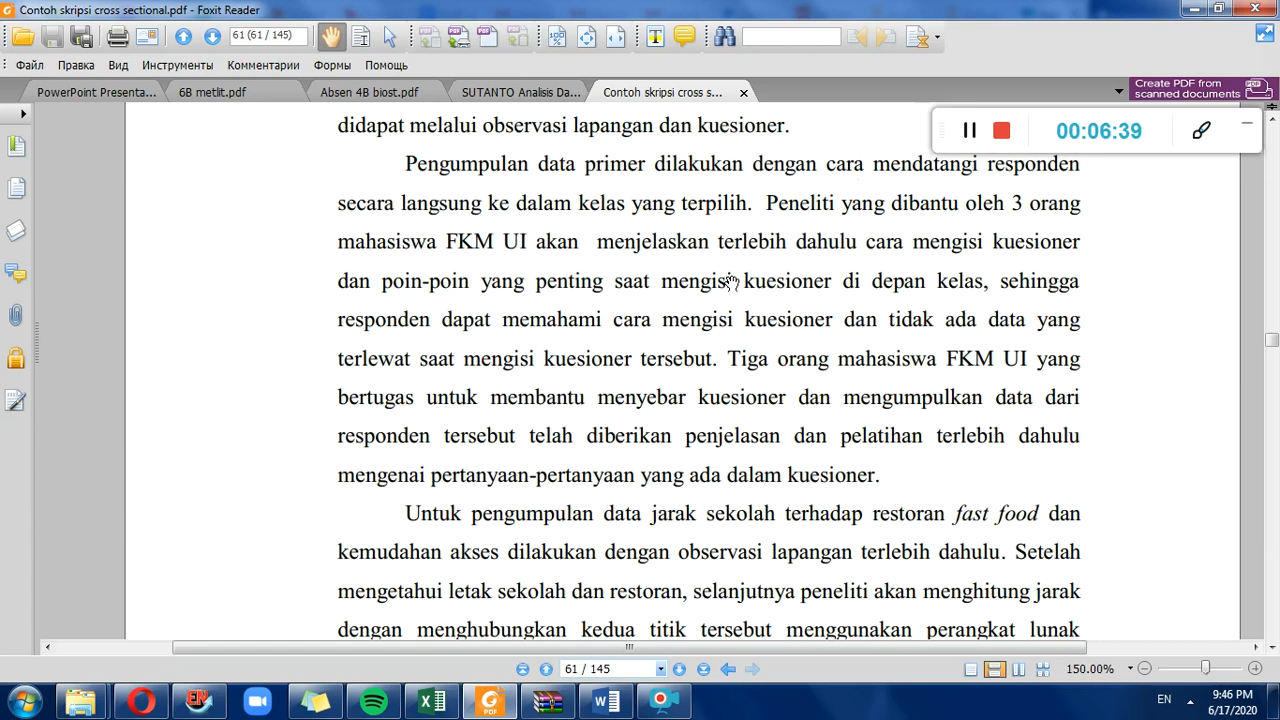 Contoh skripsi cross sectional.pdf - Foxit Reader
61 (61 / 145)
Файл Правка Вид Инструменты Комментарии Формы Помощь
PowerPoint Presenta... 6B metlit.pdf Absen 4B biost.pdf SUTANTO Analisis Da... Contoh skripsi cross s...
Create PDF from
scanned documents
00:06:39
didapat melalui observasi lapangan dan kuesioner.
Pengumpulan data primer dilakukan dengan cara mendatangi responden
secara langsung ke dalam kelas yang terpilih. Peneliti yang dibantu oleh 3 orang
mahasiswa FKM UI akan menjelaskan terlebih dahulu cara mengisi kuesioner
dan poin-poin yang penting saat mengisi kuesioner di depan kelas, sehingga
responden dapat memahami cara mengisi kuesioner dan tidak ada data yang
terlewat saat mengisi kuesioner tersebut. Tiga orang mahasiswa FKM UI yang
bertugas untuk membantu menyebar kuesioner dan mengumpulkan data dari
responden tersebut telah diberikan penjelasan dan pelatihan terlebih dahulu
mengenai pertanyaan-pertanyaan yang ada dalam kuesioner.
Untuk pengumpulan data jarak sekolah terhadap restoran fast food dan
kemudahan akses dilakukan dengan observasi lapangan terlebih dahulu. Setelah
mengetahui letak sekolah dan restoran, selanjutnya peneliti akan menghitung jarak
dengan menghubungkan kedua titik tersebut menggunakan perangkat lunak
61 / 145
150.00%
EN
9:46 PM
6/17/2020